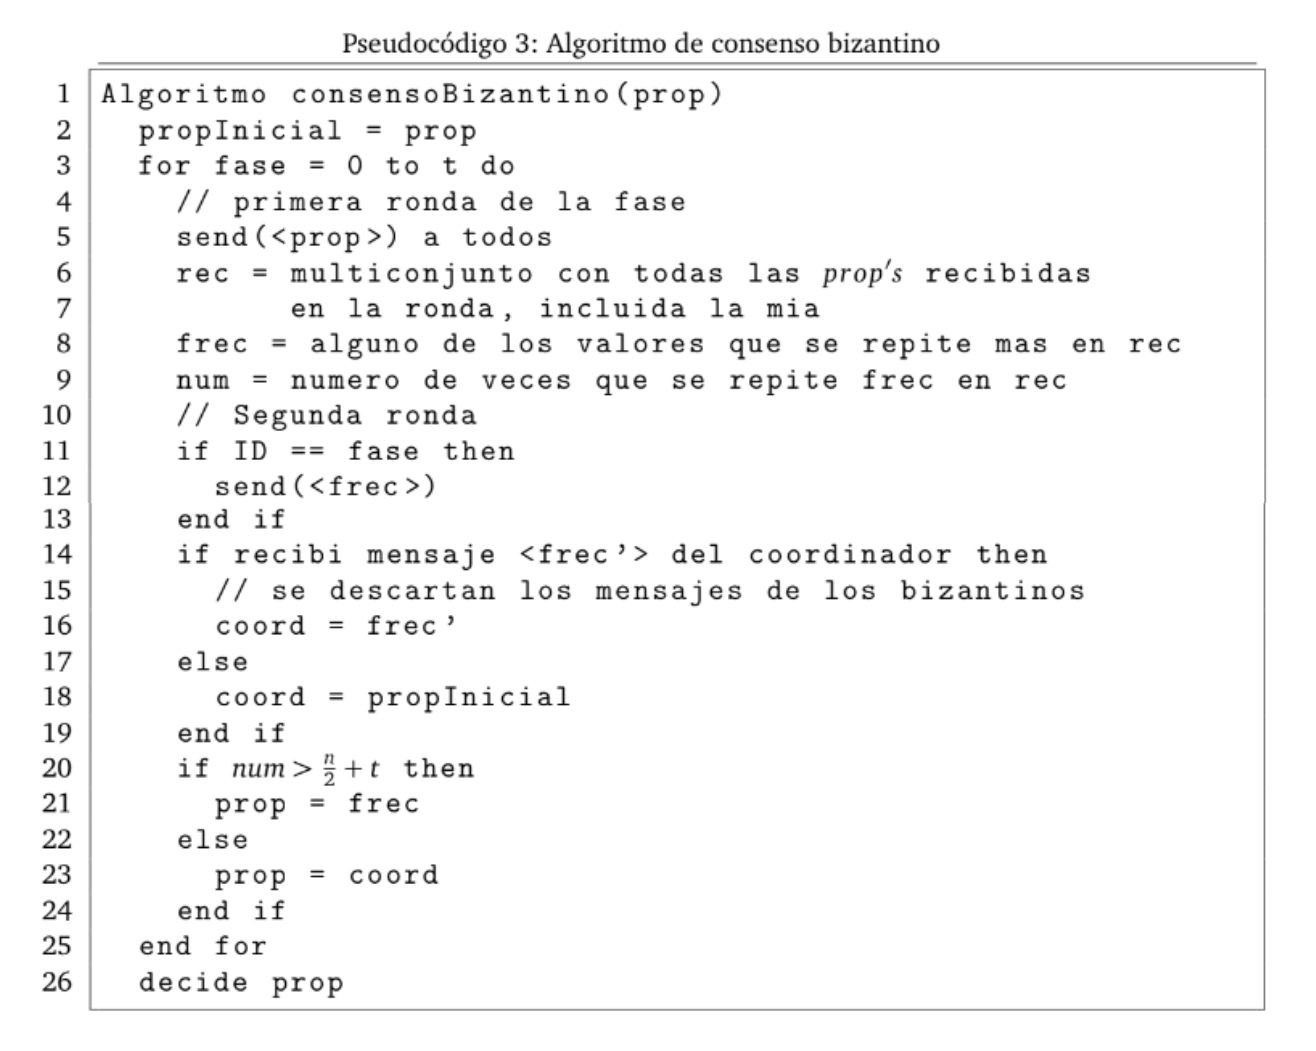 Pseudocódigo 3: Algoritmo de consenso bizantino
1 Algoritmo consensoBizantino(prop)
2 propInicial = prop
3 for fase = 0 to t do
4 // primera ronda de la fase
5 send(<prop>) a todos
6 rec = multiconjunto con todas las prop's recibidas
7 en la ronda, incluida la mia
8 frec = alguno de los valores que se repite mas en rec
9 num = numero de veces que se repite frec en rec
10 // Segunda ronda
11 if ID == fase then
12 send(<frec>)
13 end if
14 if recibi mensaje <frec'> del coordinador then
15 // se descartan los mensajes de los bizantinos
16 coord = frec'
17 else
18 coord = propInicial
19 end if
20 if num > n/2 + t then
21 prop = frec
22 else
23 prop = coord
24 end if
25 end for
26 decide prop